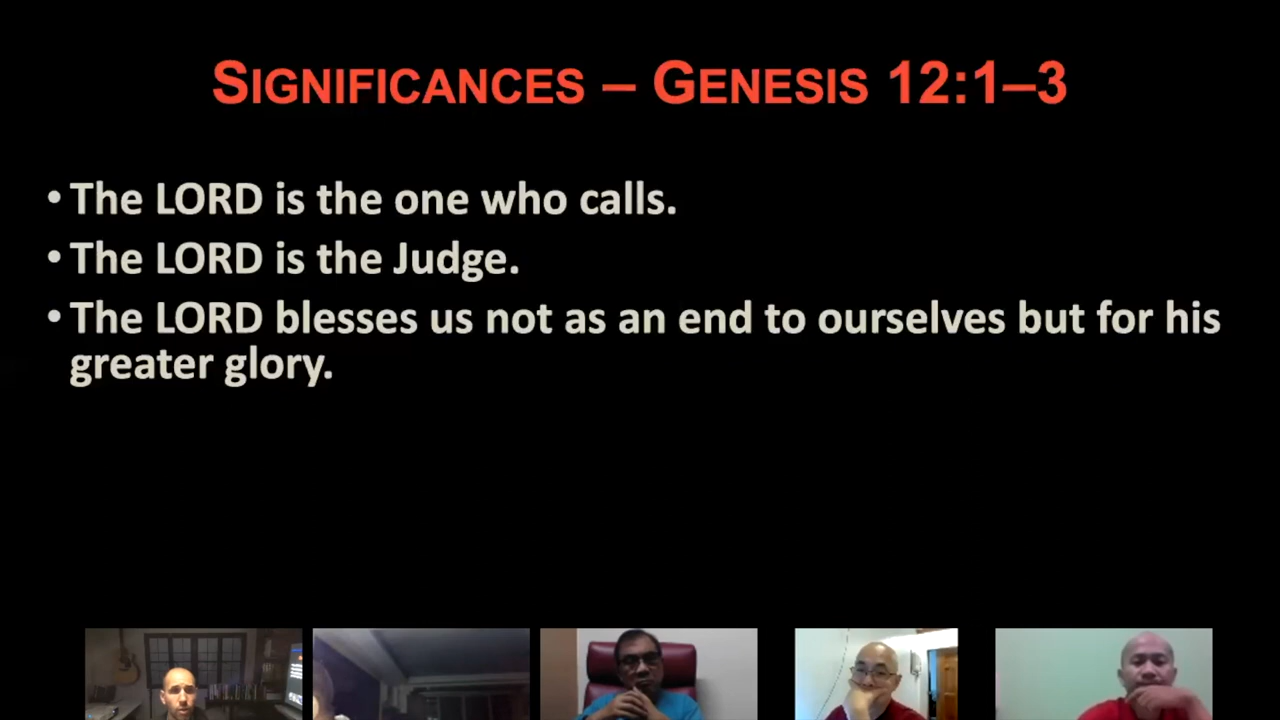 SIGNIFICANCES – GENESIS 12:1–3
• The LORD is the one who calls.
• The LORD is the Judge.
• The LORD blesses us not as an end to ourselves but for his
greater glory.